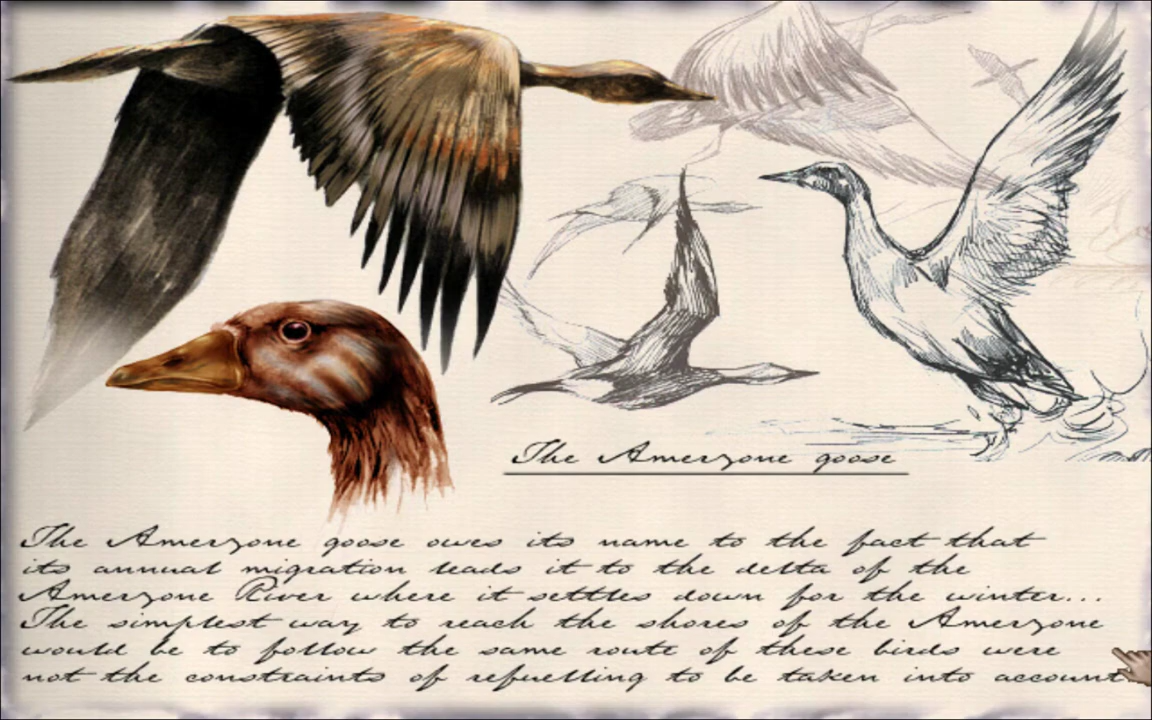 The Amerzone goose
The Amerzone goose owes its name to the fact that
its annual migration leads it to the delta of the
Amerzone River where it settles down for the winter...
The simplest way to reach the shores of the Amerzone
would be to follow the same route of these birds were
not the constraints of refuelling to be taken into account